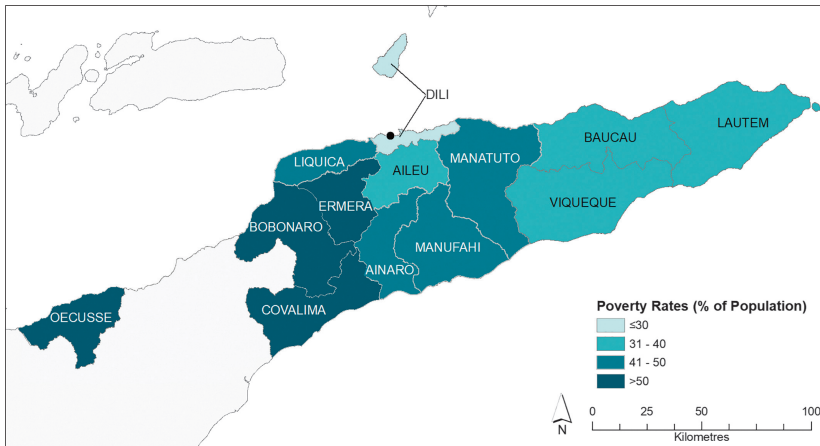 DILI
LAUTEM
BAUCAU
LIQUICA
MANATUTO
AILEU
VIQUEQUE
ERMERA
BOBONARO
MANUFAHI
AINARO
COVALIMA
OECUSSE
Poverty Rates (% of Population)
≤30
31 - 40
41 - 50
>50
N
0 25 50 100
Kilometres